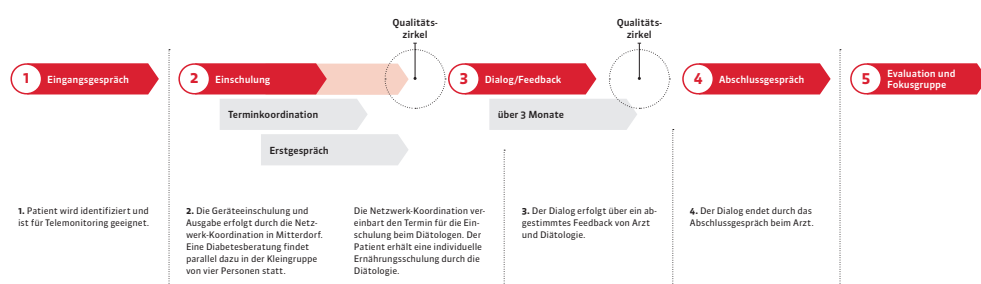 Qualitäts-
zirkel
Qualitäts-
zirkel
1 Eingangsgespräch
2 Einschulung
3 Dialog/Feedback
4 Abschlussgespräch
5 Evaluation und
Fokusgruppe
Terminkoordination
über 3 Monate
Erstgespräch
1. Patient wird identifiziert und
ist für Telemonitoring geeignet.
2. Die Geräteeinschulung und
Ausgabe erfolgt durch die Netz-
werk-Koordination in Mitterdorf.
Eine Diabetesberatung findet
parallel dazu in der Kleingruppe
von vier Personen statt.
Die Netzwerk-Koordination ver-
einbart den Termin für die Ein-
schulung beim Diätologen. Der
Patient erhält eine individuelle
Ernährungsschulung durch die
Diätologie.
3. Der Dialog erfolgt über ein ab-
gestimmtes Feedback von Arzt
und Diätologie.
4. Der Dialog endet durch das
Abschlussgespräch beim Arzt.